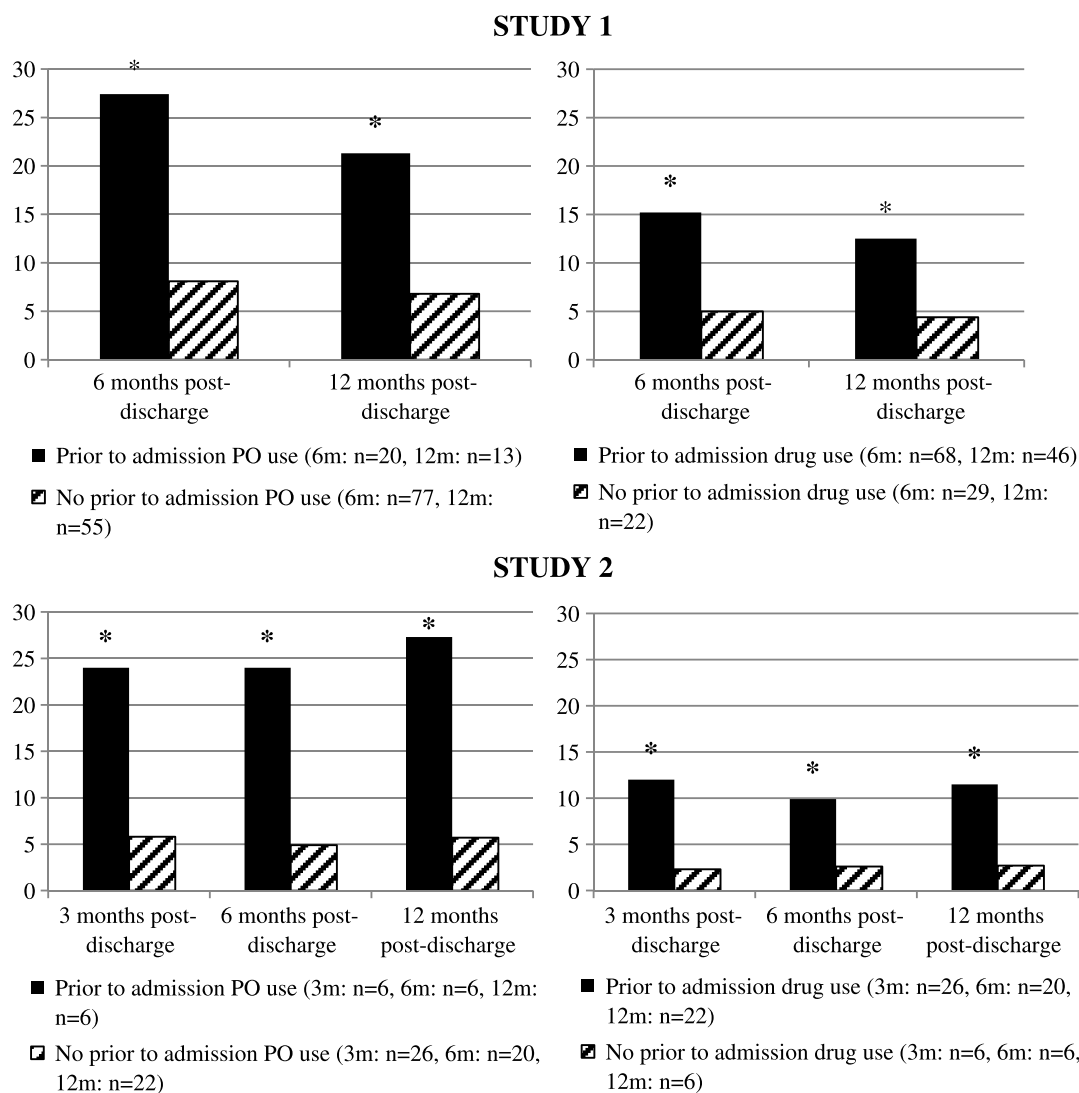 STUDY 1
*
30
25
20
15
10
5
0
*
6 months post-
discharge
12 months post-
discharge
Prior to admission PO use (6m: n=20, 12m: n=13)
No prior to admission PO use (6m: n=77, 12m:
n=55)
30
25
20
15
10
5
0
*
*
6 months post-
discharge
12 months post-
discharge
Prior to admission drug use (6m: n=68, 12m: n=46)
No prior to admission drug use (6m: n=29, 12m:
n=22)
STUDY 2
30
25
20
15
10
5
0
*
*
*
3 months post-
discharge
6 months post-
discharge
12 months
post-discharge
Prior to admission PO use (3m: n=6, 6m: n=6, 12m:
n=6)
No prior to admission PO use (3m: n=26, 6m: n=20,
12m: n=22)
30
25
20
15
10
5
0
*
*
*
3 months post-
discharge
6 months post-
discharge
12 months
post-discharge
Prior to admission drug use (3m: n=26, 6m: n=20,
12m: n=22)
No prior to admission drug use (3m: n=6, 6m: n=6,
12m: n=6)